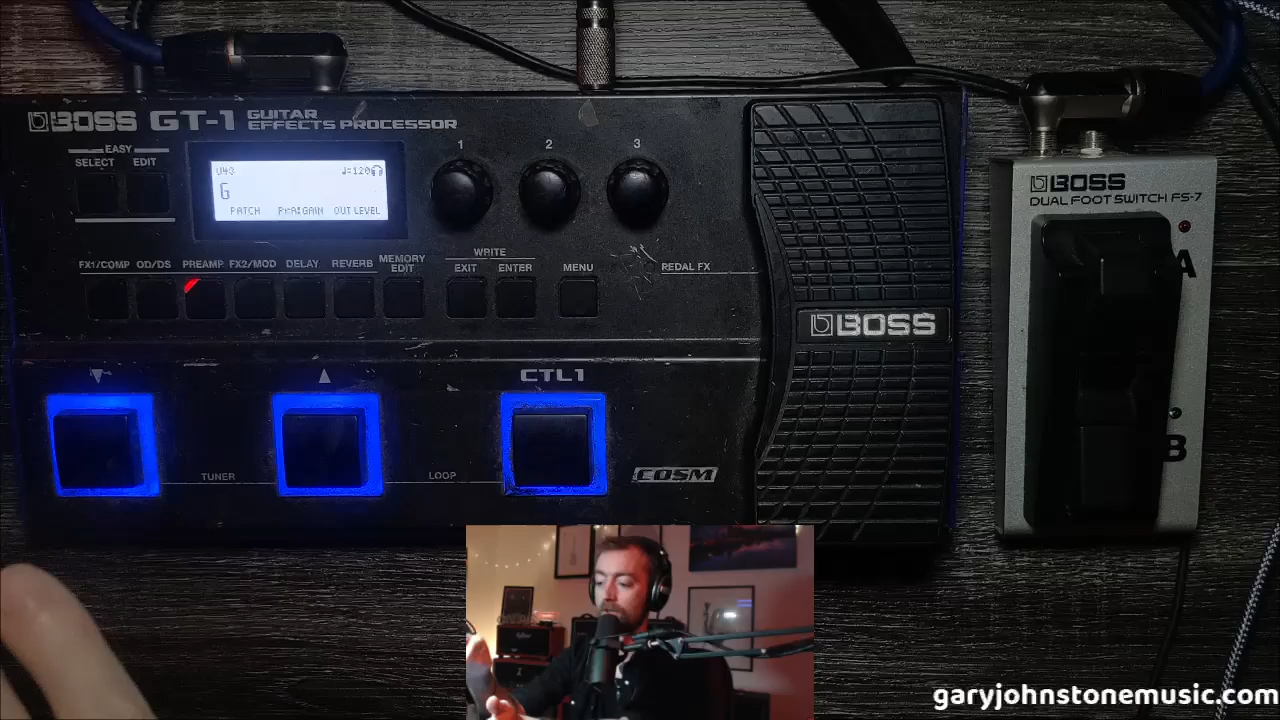 BOSS GT-1 GUITAR EFFECTS PROCESSOR
EASY
SELECT EDIT
U43 ♩=120
G
PATCH PRA:GAIN OUT LEVEL
1 2 3
FX1/COMP OD/DS PREAMP FX2/MOD DELAY REVERB MEMORY EDIT
WRITE
EXIT ENTER MENU
PEDAL FX
BOSS
▼ ▲ CTL1
TUNER LOOP
COSM
BOSS
DUAL FOOT SWITCH FS-7
A
B
garyjohnstonemusic.com